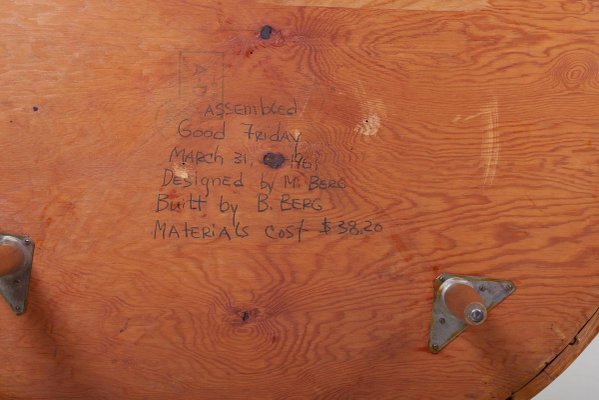 ASSEmbled
Good FRIDAY
MARCH 31, 1961
Designed by M. BERG
Built by B. BERG
MATERIAlS COST $38.20